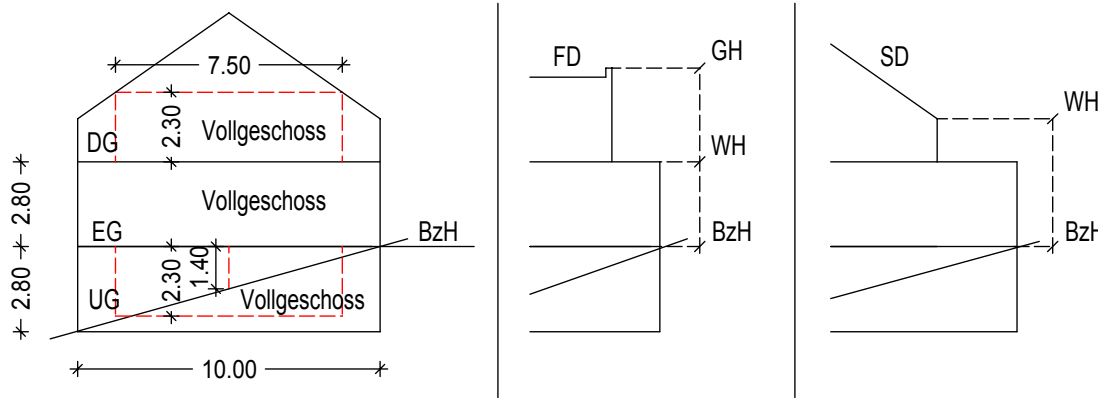 7.50
2.30
Vollgeschoss
DG
2.80
Vollgeschoss
EG
BzH
2.80
2.30
1.40
UG
Vollgeschoss
10.00
FD
GH
WH
BzH
SD
WH
BzH